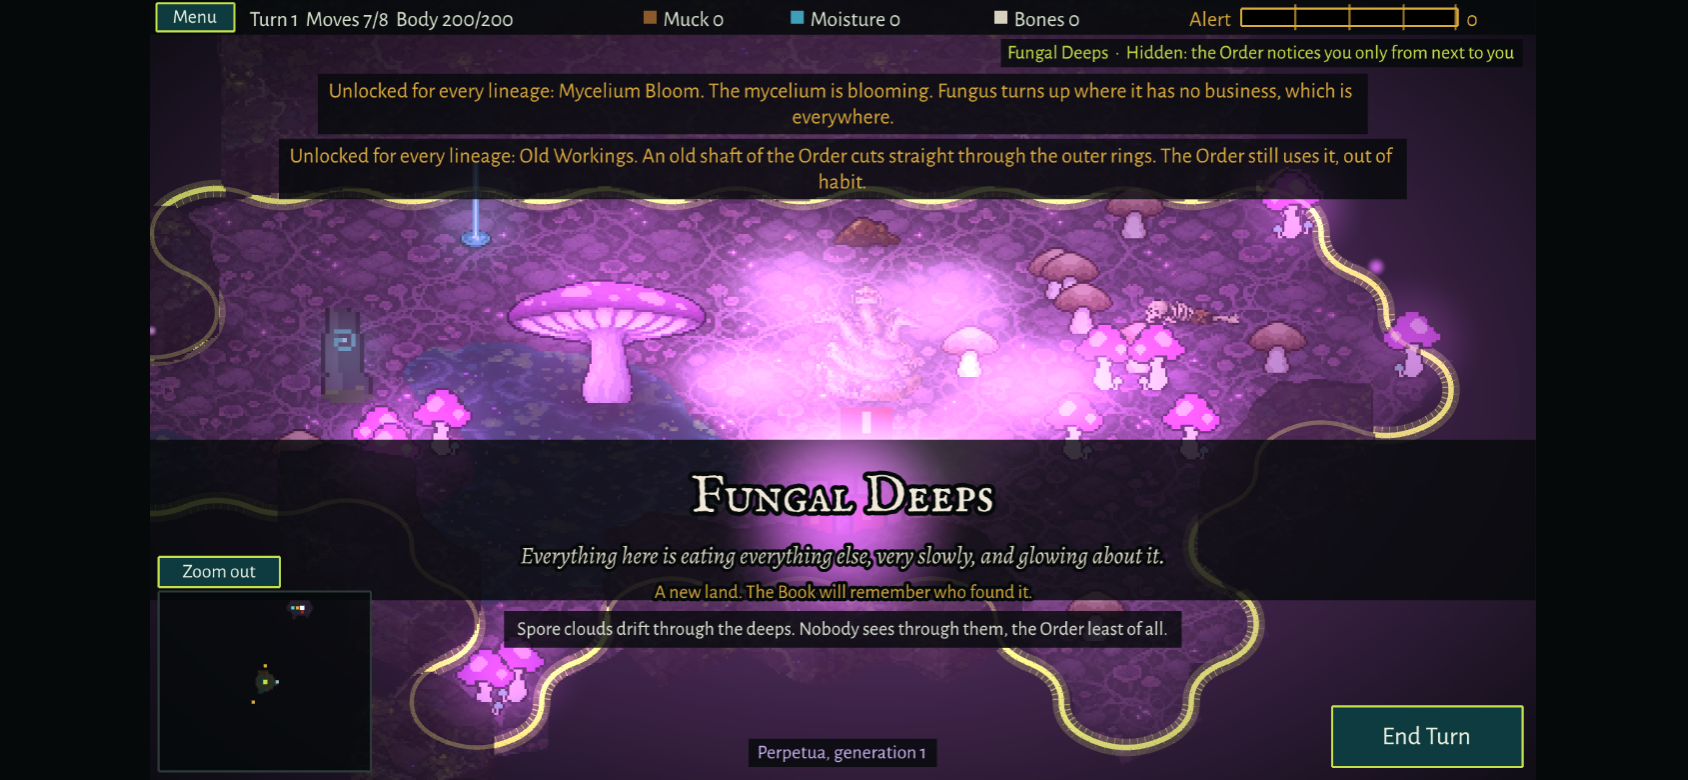 Menu
Turn 1 Moves 7/8 Body 200/200
Muck 0
Moisture 0
Bones 0
Alert 0
Fungal Deeps · Hidden: the Order notices you only from next to you
Unlocked for every lineage: Mycelium Bloom. The mycelium is blooming. Fungus turns up where it has no business, which is
everywhere.
Unlocked for every lineage: Old Workings. An old shaft of the Order cuts straight through the outer rings. The Order still uses it, out of
habit.
Fungal Deeps
Everything here is eating everything else, very slowly, and glowing about it.
A new land. The Book will remember who found it.
Spore clouds drift through the deeps. Nobody sees through them, the Order least of all.
Zoom out
Perpetua, generation 1
End Turn